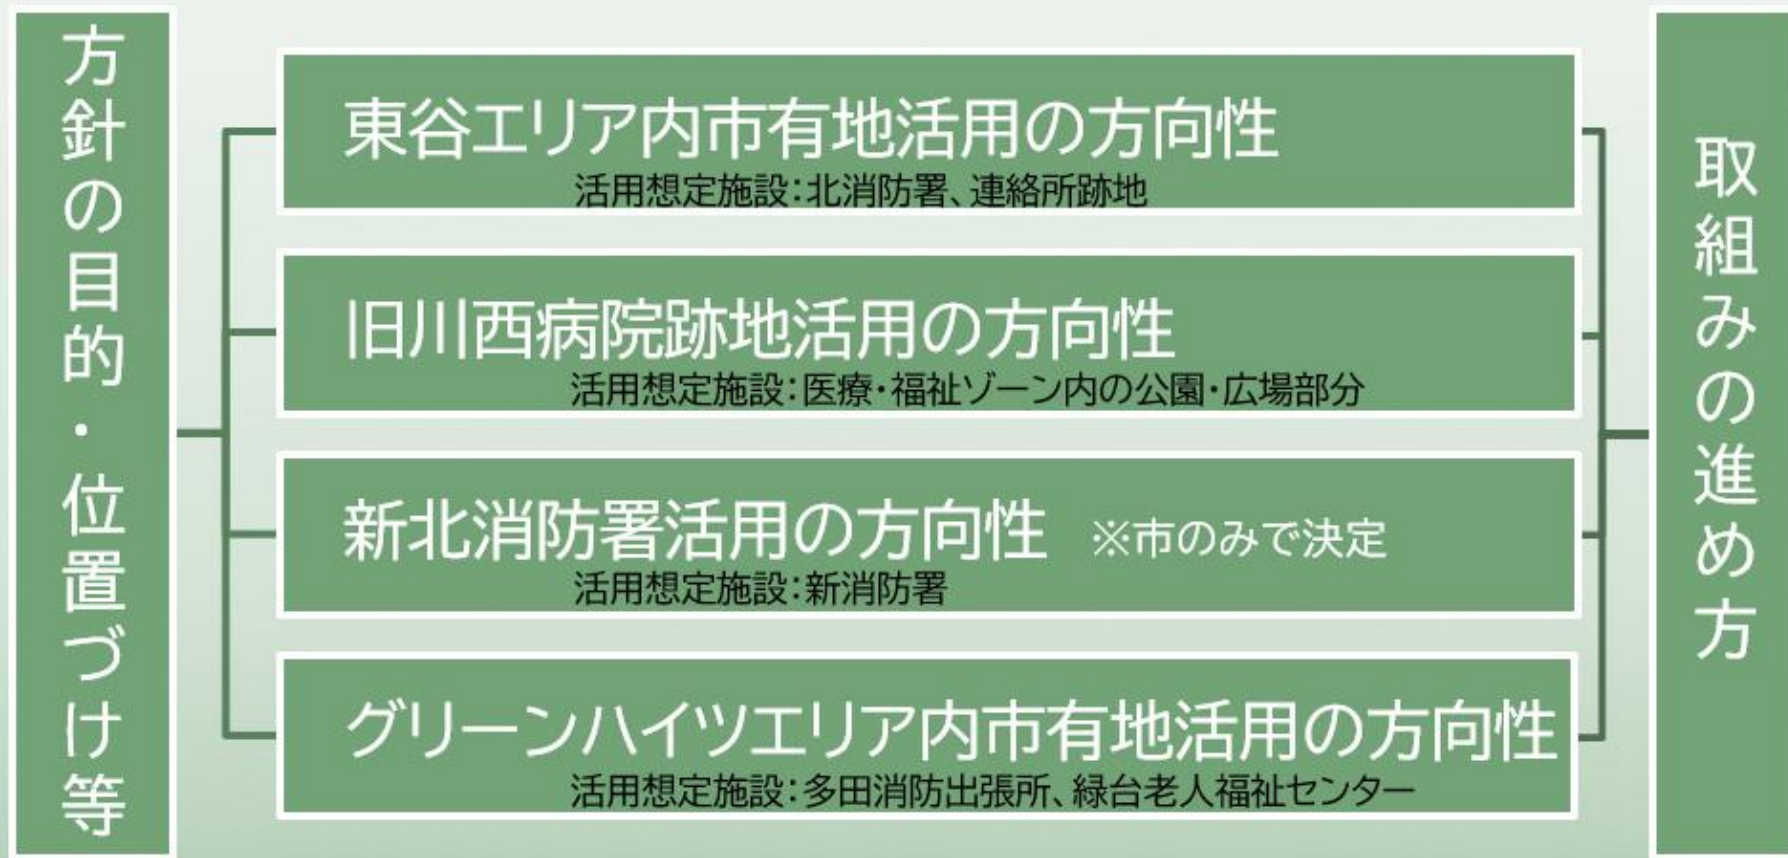 方針の目的・位置づけ等
東谷エリア内市有地活用の方向性
活用想定施設：北消防署、連絡所跡地
旧川西病院跡地活用の方向性
活用想定施設：医療・福祉ゾーン内の公園・広場部分
新北消防署活用の方向性 ※市のみで決定
活用想定施設：新消防署
グリーンハイツエリア内市有地活用の方向性
活用想定施設：多田消防出張所、緑台老人福祉センター
取組みの進め方